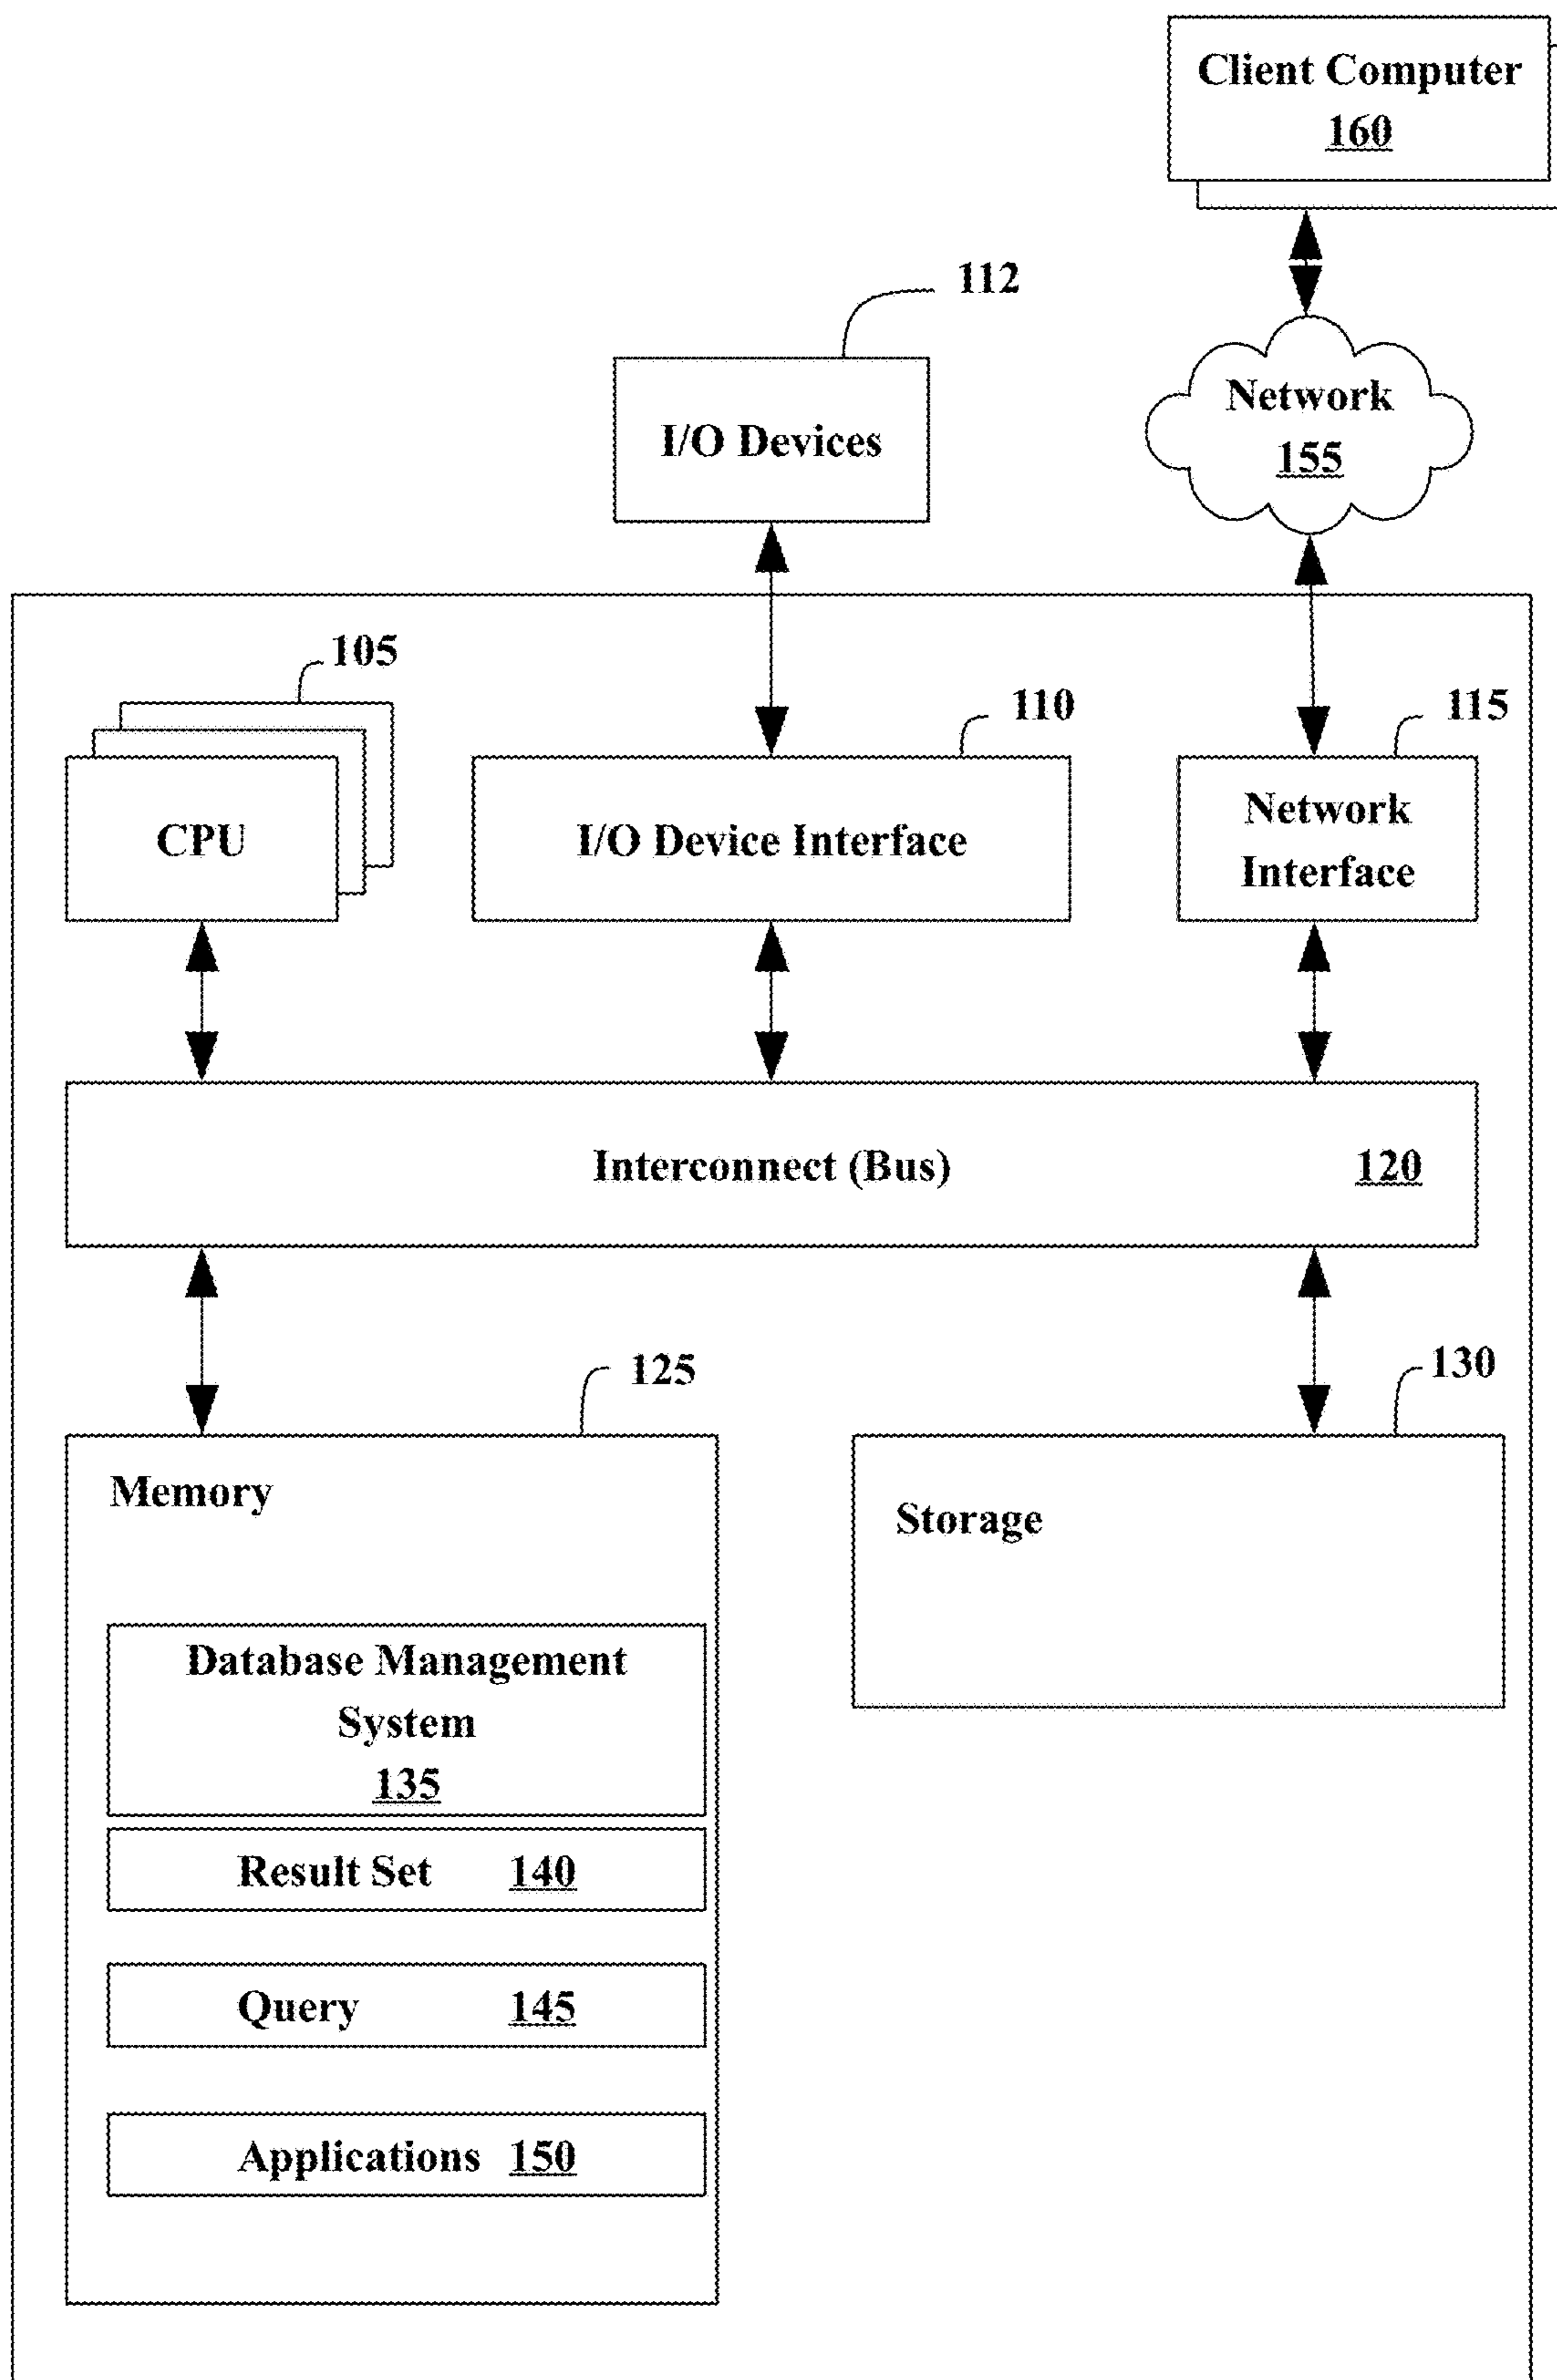 Client Computer
160
112
I/O Devices
Network
155
105
110
115
CPU
I/O Device Interface
Network
Interface
Interconnect (Bus) 120
125
130
Memory
Storage
Database Management
System
135
Result Set 140
Query 145
Applications 150